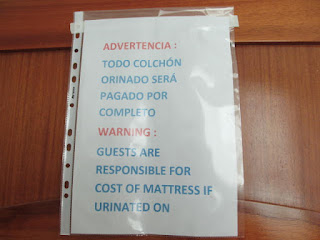 ADVERTENCIA :
TODO COLCHÓN
ORINADO SERÁ
PAGADO POR
COMPLETO
WARNING :
GUESTS ARE
RESPONSIBLE FOR
COST OF MATTRESS IF
URINATED ON